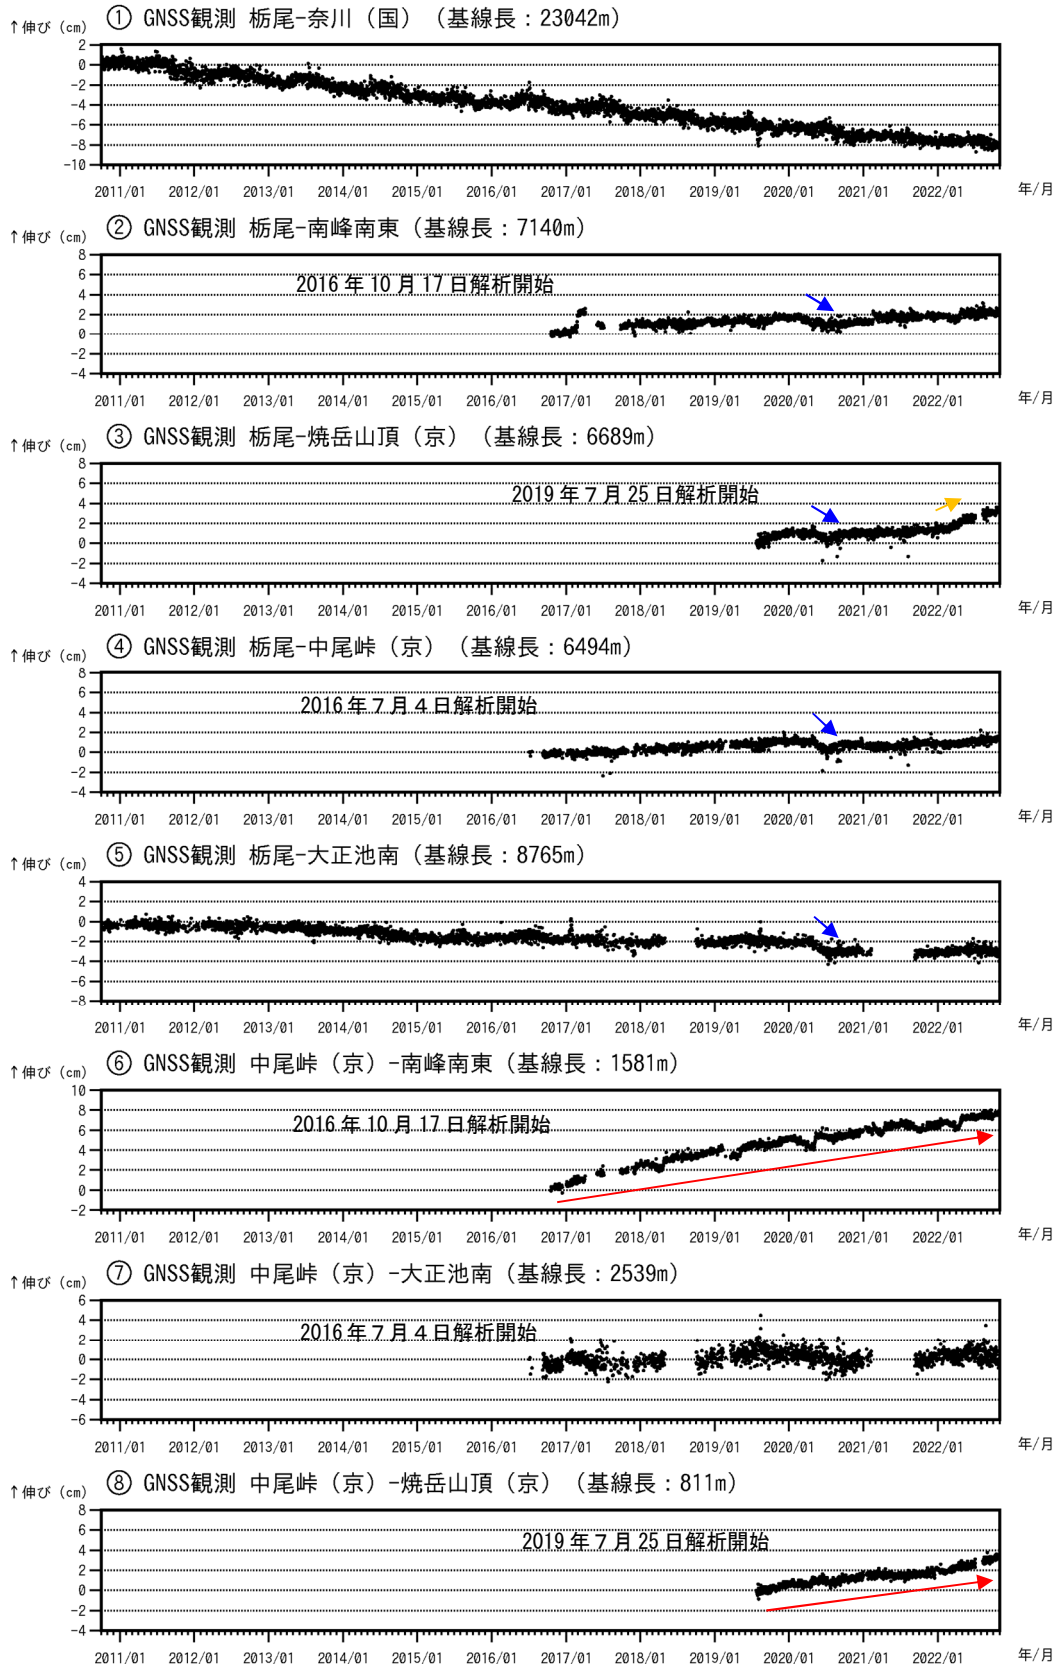 ↑伸び（cm） ① GNSS観測 栃尾-奈川（国）（基線長：23042m）
2
0
-2
-4
-6
-8
-10
2011/01 2012/01 2013/01 2014/01 2015/01 2016/01 2017/01 2018/01 2019/01 2020/01 2021/01 2022/01 年/月
↑伸び（cm） ② GNSS観測 栃尾-南峰南東（基線長：7140m）
8
6
2016年10月17日解析開始
4
2
0
-2
-4
2011/01 2012/01 2013/01 2014/01 2015/01 2016/01 2017/01 2018/01 2019/01 2020/01 2021/01 2022/01 年/月
↑伸び（cm） ③ GNSS観測 栃尾-焼岳山頂（京）（基線長：6689m）
8
6
2019年７月25日解析開始
4
2
0
-2
-4
2011/01 2012/01 2013/01 2014/01 2015/01 2016/01 2017/01 2018/01 2019/01 2020/01 2021/01 2022/01 年/月
↑伸び（cm） ④ GNSS観測 栃尾-中尾峠（京）（基線長：6494m）
8
6
2016年７月４日解析開始
4
2
0
-2
-4
2011/01 2012/01 2013/01 2014/01 2015/01 2016/01 2017/01 2018/01 2019/01 2020/01 2021/01 2022/01 年/月
↑伸び（cm） ⑤ GNSS観測 栃尾-大正池南（基線長：8765m）
4
2
0
-2
-4
-6
-8
2011/01 2012/01 2013/01 2014/01 2015/01 2016/01 2017/01 2018/01 2019/01 2020/01 2021/01 2022/01 年/月
↑伸び（cm） ⑥ GNSS観測 中尾峠（京）-南峰南東（基線長：1581m）
10
8
2016年10月17日解析開始
6
4
2
0
-2
2011/01 2012/01 2013/01 2014/01 2015/01 2016/01 2017/01 2018/01 2019/01 2020/01 2021/01 2022/01 年/月
↑伸び（cm） ⑦ GNSS観測 中尾峠（京）-大正池南（基線長：2539m）
6
4
2016年７月４日解析開始
2
0
-2
-4
-6
2011/01 2012/01 2013/01 2014/01 2015/01 2016/01 2017/01 2018/01 2019/01 2020/01 2021/01 2022/01 年/月
↑伸び（cm） ⑧ GNSS観測 中尾峠（京）-焼岳山頂（京）（基線長：811m）
8
6
2019年７月25日解析開始
4
2
0
-2
-4
2011/01 2012/01 2013/01 2014/01 2015/01 2016/01 2017/01 2018/01 2019/01 2020/01 2021/01 2022/01 年/月